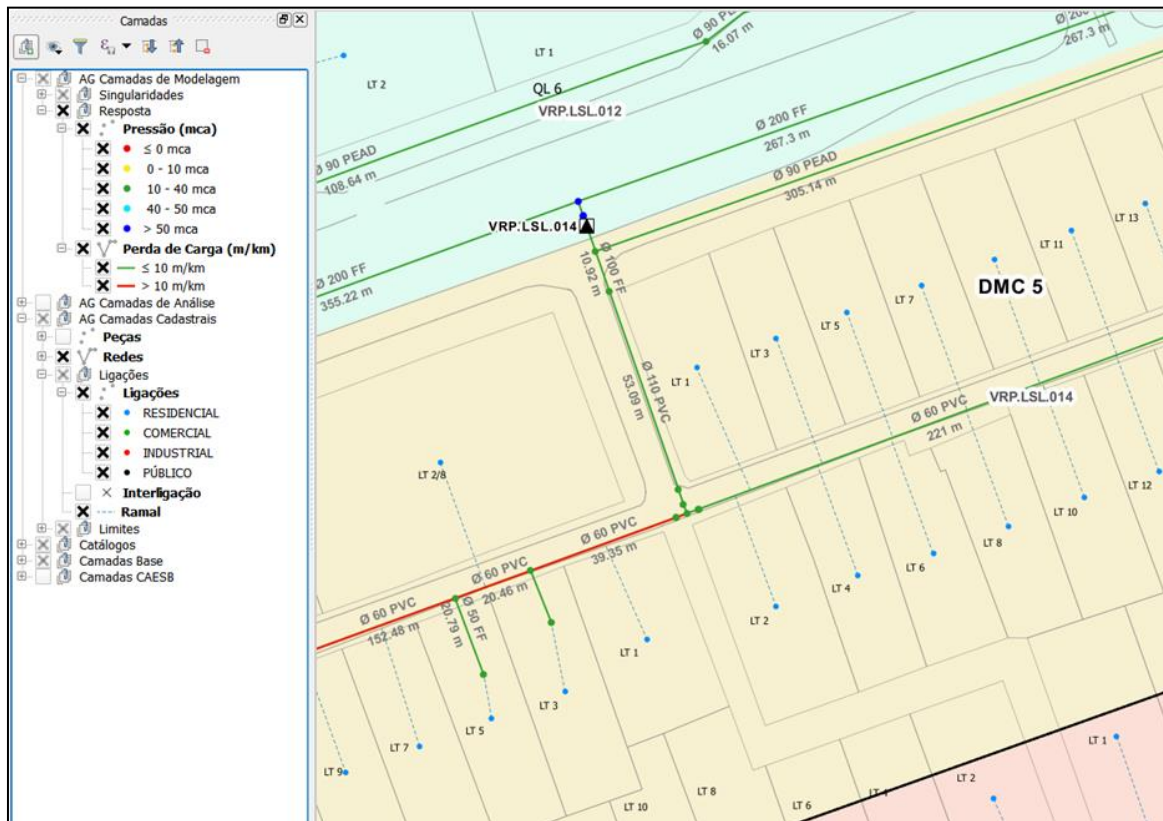 Camadas
AG Camadas de Modelagem
Singularidades
Resposta
Pressão (mca)
≤ 0 mca
0 - 10 mca
10 - 40 mca
40 - 50 mca
> 50 mca
Perda de Carga (m/km)
≤ 10 m/km
> 10 m/km
AG Camadas de Análise
AG Camadas Cadastrais
Peças
Redes
Ligações
Ligações
RESIDENCIAL
COMERCIAL
INDUSTRIAL
PÚBLICO
Interligação
Ramal
Limites
Catálogos
Camadas Base
Camadas CAESB
Ø 90 PE
16.07 m
Ø 200
267.3 m
LT 1
LT 2
QL 6
VRP.LSL.012
Ø 200 FF
267.3 m
Ø 90 PEAD
108.64 m
Ø 90 PEAD
305.14 m
VRP.LSL.014
Ø 200 FF
355.22 m
Ø 100 FF
10.92 m
LT 13
LT 11
DMC 5
LT 7
LT 5
LT 3
LT 1
Ø 110 PVC
53.09 m
VRP.LSL.014
Ø 60 PVC
221 m
LT 2/8
LT 12
LT 10
LT 8
LT 6
LT 4
LT 2
Ø 60 PVC
39.35 m
Ø 60 PVC
20.46 m
Ø 60 PVC
152.48 m
Ø 50 FF
20.79 m
LT 1
LT 3
LT 5
LT 7
LT 9
LT 1
LT 2
LT 10
LT 8
LT 6